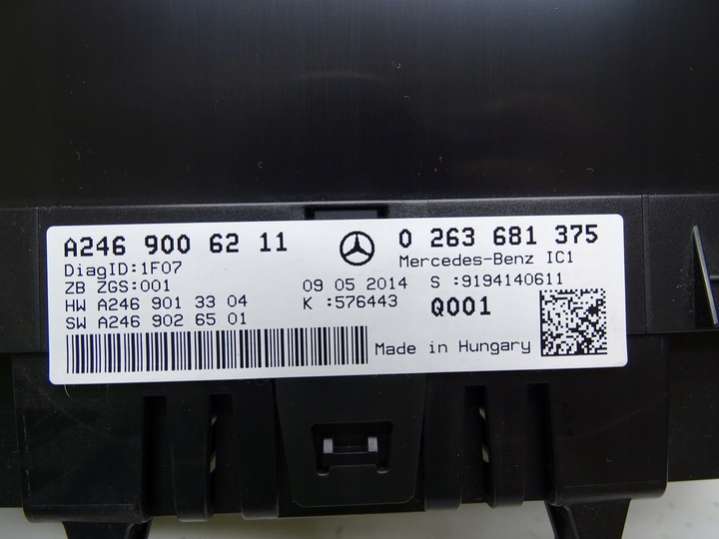 A246 900 62 11
0 263 681 375
DiagID:1F07
Mercedes-Benz IC1
ZB ZGS:001
09 05 2014
S :9194140611
HW A246 901 33 04
K :576443
Q001
SW A246 902 65 01
Made in Hungary